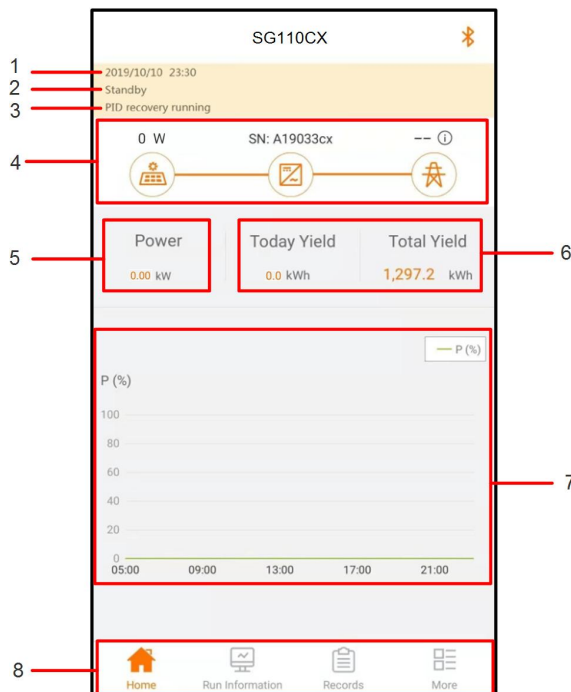 SG110CX
1
2019/10/10 23:30
2
Standby
3
PID recovery running
4
0 W SN: A19033cx --
5
Power Today Yield Total Yield
6
0.00 kW 0.0 kWh 1,297.2 kWh
P (%)
P (%)
100
80
60
7
40
20
0
05:00 09:00 13:00 17:00 21:00
8
Home Run Information Records More